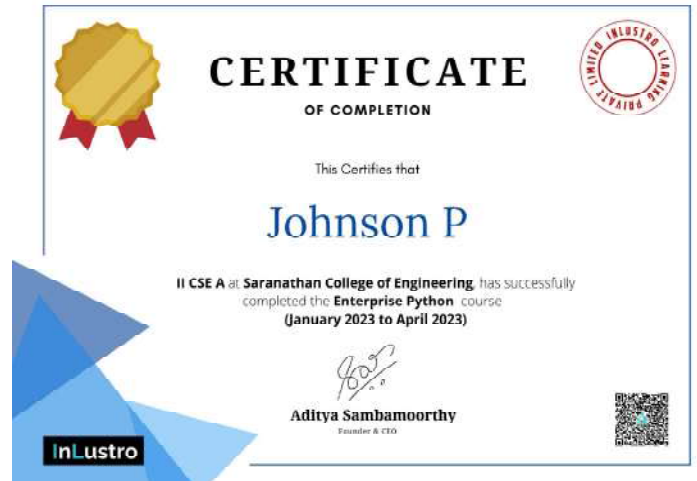 CERTIFICATE
INLUSTRO LEARNING PRIVATE LIMITED
OF COMPLETION
This Certifies that
Johnson P
II CSE A at Saranathan College of Engineering, has successfully
completed the Enterprise Python course
(January 2023 to April 2023)
Aditya Sambamoorthy
Founder & CEO
InLustro